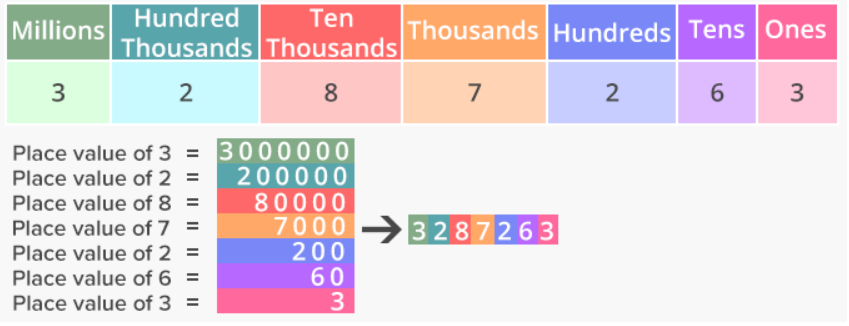 Millions Hundred Thousands Ten Thousands Thousands Hundreds Tens Ones
3 2 8 7 2 6 3
Place value of 3 = 3000000
Place value of 2 = 200000
Place value of 8 = 80000
Place value of 7 = 7000 → 3287263
Place value of 2 = 200
Place value of 6 = 60
Place value of 3 = 3